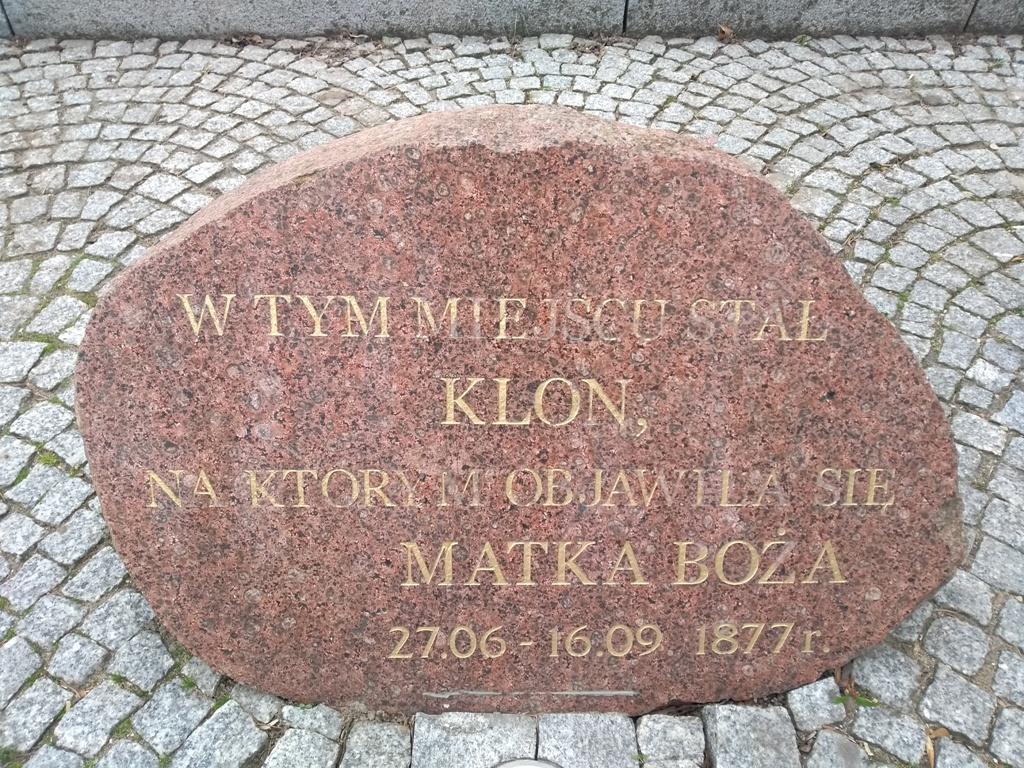 W TYM MIEJSCU STAŁ
KLON,
NA KTÓRYM OBJAWIŁA SIĘ
MATKA BOŻA
27.06 - 16.09 1877 r.